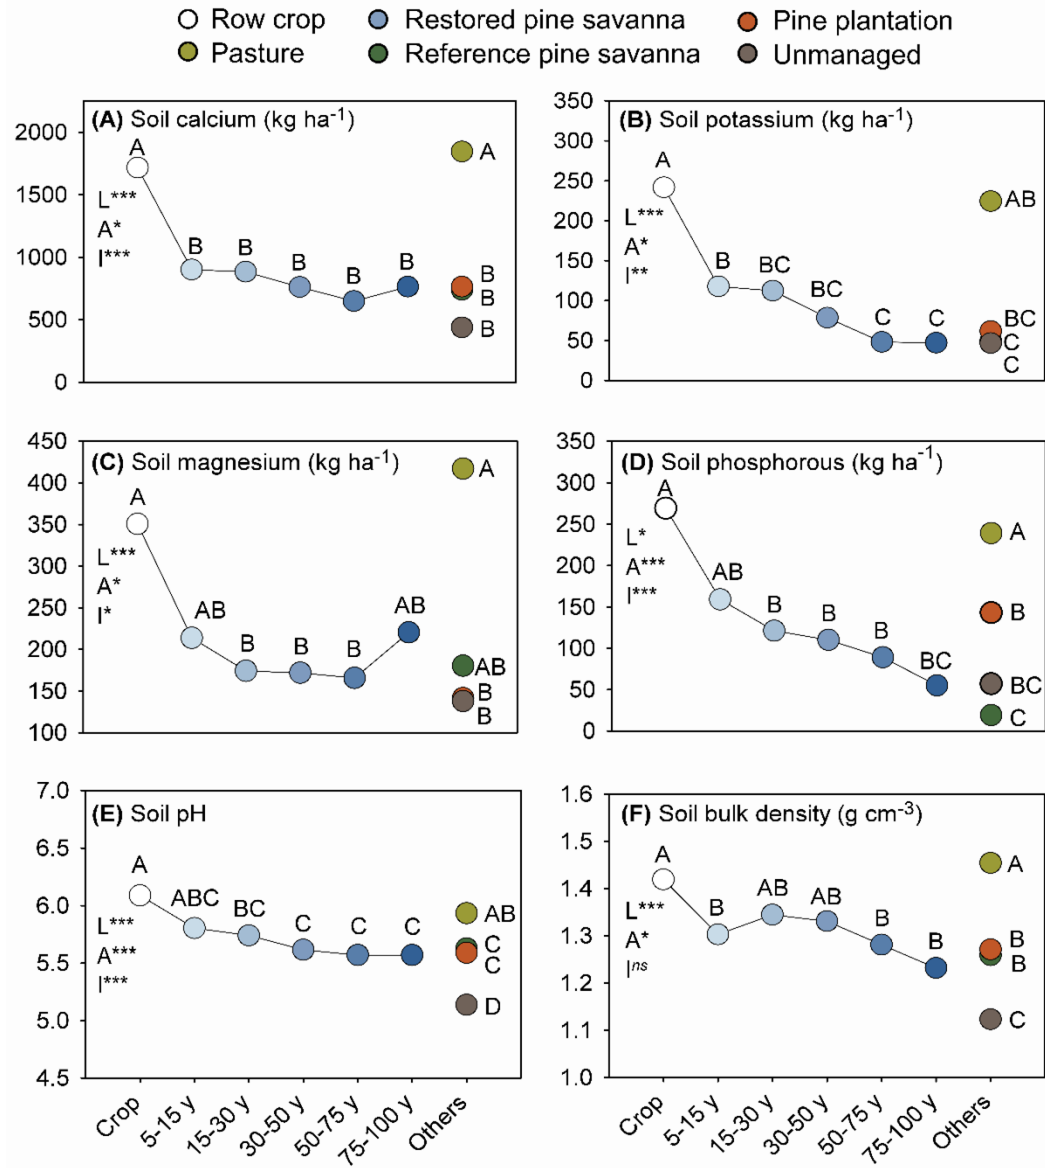 Row crop Restored pine savanna Pine plantation
Pasture Reference pine savanna Unmanaged
(A) Soil calcium (kg ha⁻¹)
2000
1500
1000
500
0
A
L***
A*
I***
B
B
B
B
B
A
B
B
B
(B) Soil potassium (kg ha⁻¹)
350
300
250
200
150
100
50
0
A
L***
A*
I**
B
BC
BC
C
C
AB
BC
C
C
(C) Soil magnesium (kg ha⁻¹)
450
400
350
300
250
200
150
100
A
L***
A*
I*
AB
B
B
B
AB
A
AB
B
B
(D) Soil phosphorous (kg ha⁻¹)
350
300
250
200
150
100
50
0
A
L*
A***
I***
AB
B
B
B
BC
A
B
BC
C
(E) Soil pH
7.0
6.5
6.0
5.5
5.0
4.5
A
L***
A***
I***
ABC
BC
C
C
C
AB
C
C
D
Crop
5-15 y
15-30 y
30-50 y
50-75 y
75-100 y
Others
(F) Soil bulk density (g cm⁻³)
1.6
1.5
1.4
1.3
1.2
1.1
1.0
A
L***
A*
Iⁿˢ
B
AB
AB
B
B
A
B
B
C
Crop
5-15 y
15-30 y
30-50 y
50-75 y
75-100 y
Others